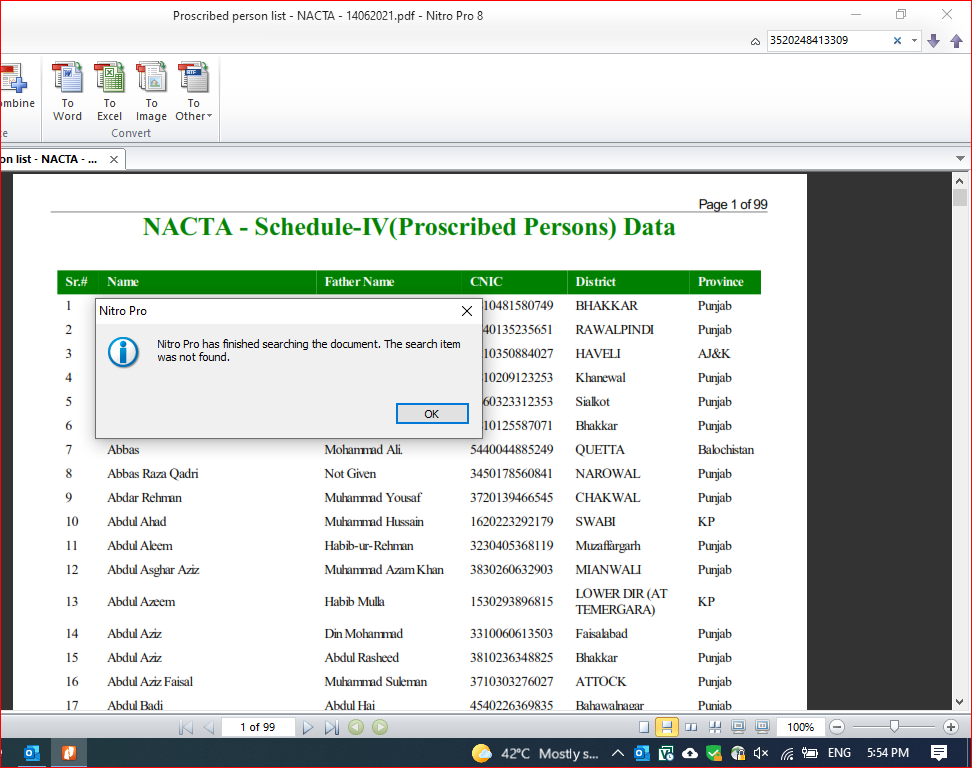 Proscribed person list - NACTA - 14062021.pdf - Nitro Pro 8
3520248413309
ombine
To Word
To Excel
To Image
To Other
Convert
on list - NACTA - ...
Page 1 of 99
NACTA - Schedule-IV(Proscribed Persons) Data
Sr.# Name Father Name CNIC District Province
1 10481580749 BHAKKAR Punjab
2 40135235651 RAWALPINDI Punjab
3 10350884027 HAVELI AJ&K
4 10209123253 Khanewal Punjab
5 60323312353 Sialkot Punjab
6 10125587071 Bhakkar Punjab
Nitro Pro
Nitro Pro has finished searching the document. The search item
was not found.
OK
7 Abbas Mohammad Ali. 5440044885249 QUETTA Balochistan
8 Abbas Raza Qadri Not Given 3450178560841 NAROWAL Punjab
9 Abdar Rehman Muhammad Yousaf 3720139466545 CHAKWAL Punjab
10 Abdul Ahad Muhammad Hussain 1620223292179 SWABI KP
11 Abdul Aleem Habib-ur-Rehman 3230405368119 Muzaffargarh Punjab
12 Abdul Asghar Aziz Muhammad Azam Khan 3830260632903 MIANWALI Punjab
13 Abdul Azeem Habib Mulla 1530293896815 LOWER DIR (AT TEMERGARA) KP
14 Abdul Aziz Din Mohammad 3310060613503 Faisalabad Punjab
15 Abdul Aziz Abdul Rasheed 3810236348825 Bhakkar Punjab
16 Abdul Aziz Faisal Muhammad Suleman 3710303276027 ATTOCK Punjab
17 Abdul Badi Abdul Hai 4540226369835 Bahawalnagar Punjab
1 of 99
100%
42°C Mostly s... ENG 5:54 PM